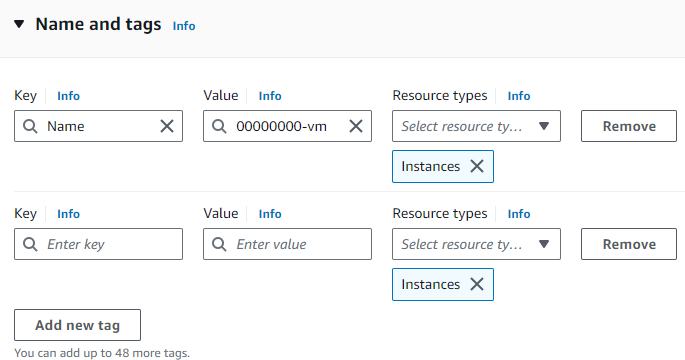 Name and tags Info
Key Info Value Info Resource types Info
Name 00000000-vm Select resource ty... Remove
Instances
Key Info Value Info Resource types Info
Enter key Enter value Select resource ty... Remove
Instances
Add new tag
You can add up to 48 more tags.